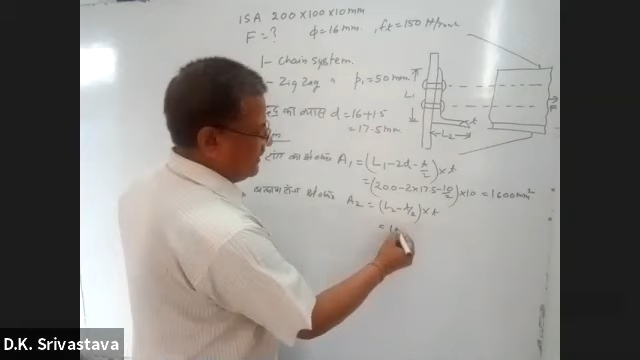 ISA 200×100×10mm
F = ? ϕ=16mm , ft=150 N/mm²
1- Chain system.
- Zig Zag " p₁=50mm.
का व्यास d = 16+1.5
= 17.5mm
L₁
L₂
t
F
टांग का क्षेत्रफल A₁ = (L₁-2d-t/2)×t
= (200-2×17.5-10/2)×10 = 1600mm²
टांग क्षेत्रफल A₂ = (L₂-t/2)×t
= (
D.K. Srivastava